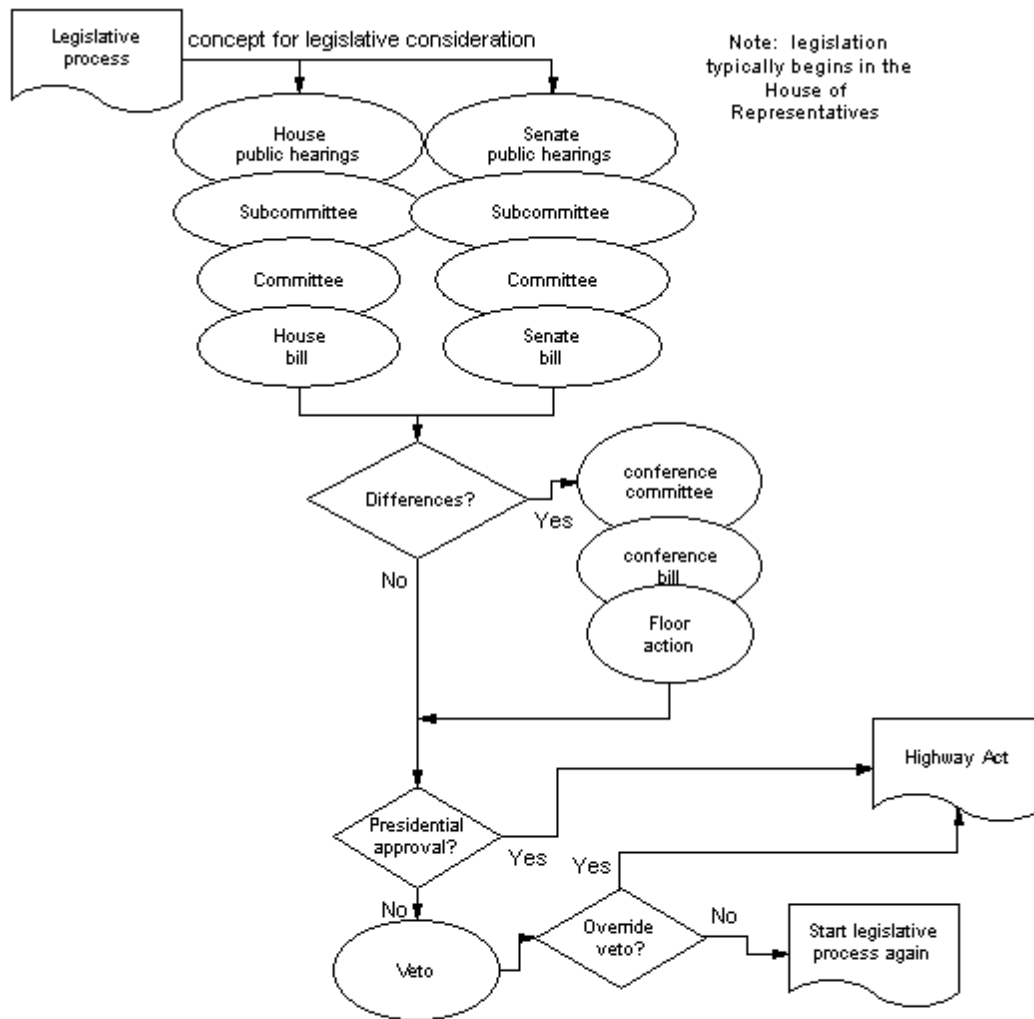 Legislative
process
concept for legislative consideration
Note: legislation
typically begins in the
House of
Representatives
House
public hearings
Senate
public hearings
Subcommittee
Subcommittee
Committee
Committee
House
bill
Senate
bill
Differences?
Yes
No
conference
committee
conference
bill
Floor
action
Highway Act
Presidential
approval?
Yes
No
Veto
Override
veto?
Yes
No
Start legislative
process again